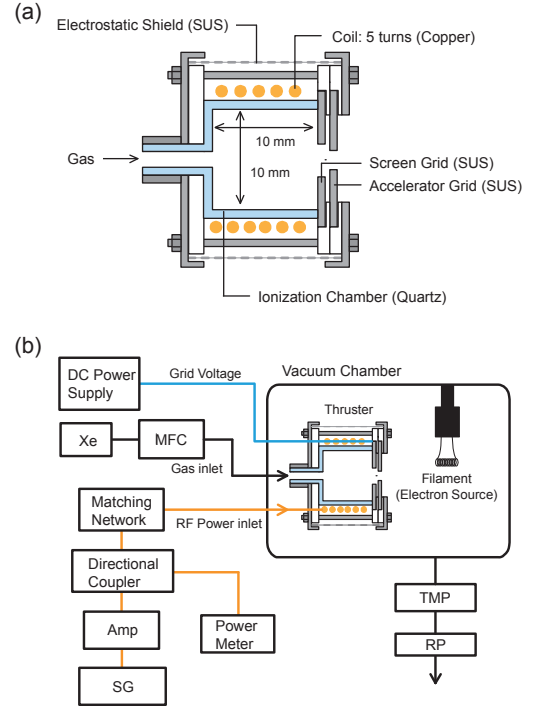 (a)
Electrostatic Shield (SUS)
Coil: 5 turns (Copper)
10 mm
Gas
10 mm
Screen Grid (SUS)
Accelerator Grid (SUS)
Ionization Chamber (Quartz)
(b)
DC Power
Supply
Grid Voltage
Vacuum Chamber
Thruster
Xe
MFC
Gas inlet
Filament
(Electron Source)
Matching
Network
RF Power inlet
Directional
Coupler
TMP
Amp
Power
Meter
RP
SG